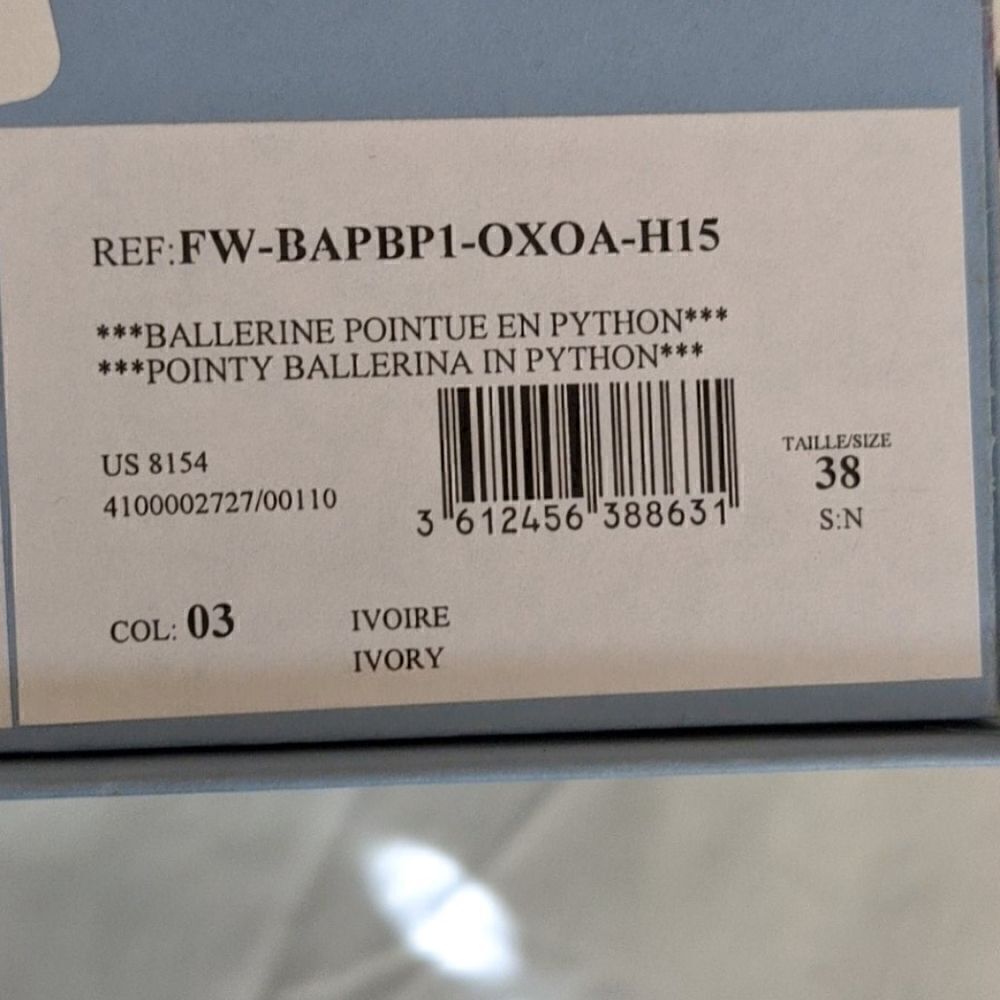 REF:FW-BAPBP1-OXOA-H15
***BALLERINE POINTUE EN PYTHON***
***POINTY BALLERINA IN PYTHON***
US 8154
4100002727/00110
3 612456 388631
TAILLE/SIZE
38
S:N
COL: 03
IVOIRE
IVORY